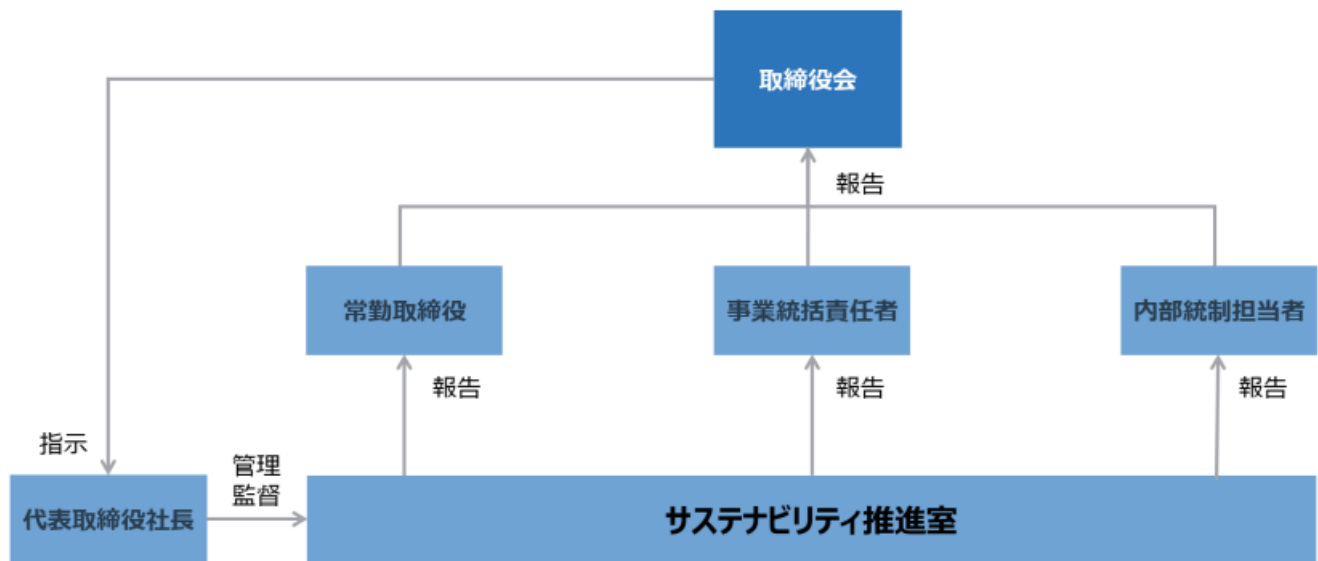 取締役会
報告
常勤取締役
事業統括責任者
内部統制担当者
報告
報告
報告
指示
管理
監督
代表取締役社長
サステナビリティ推進室